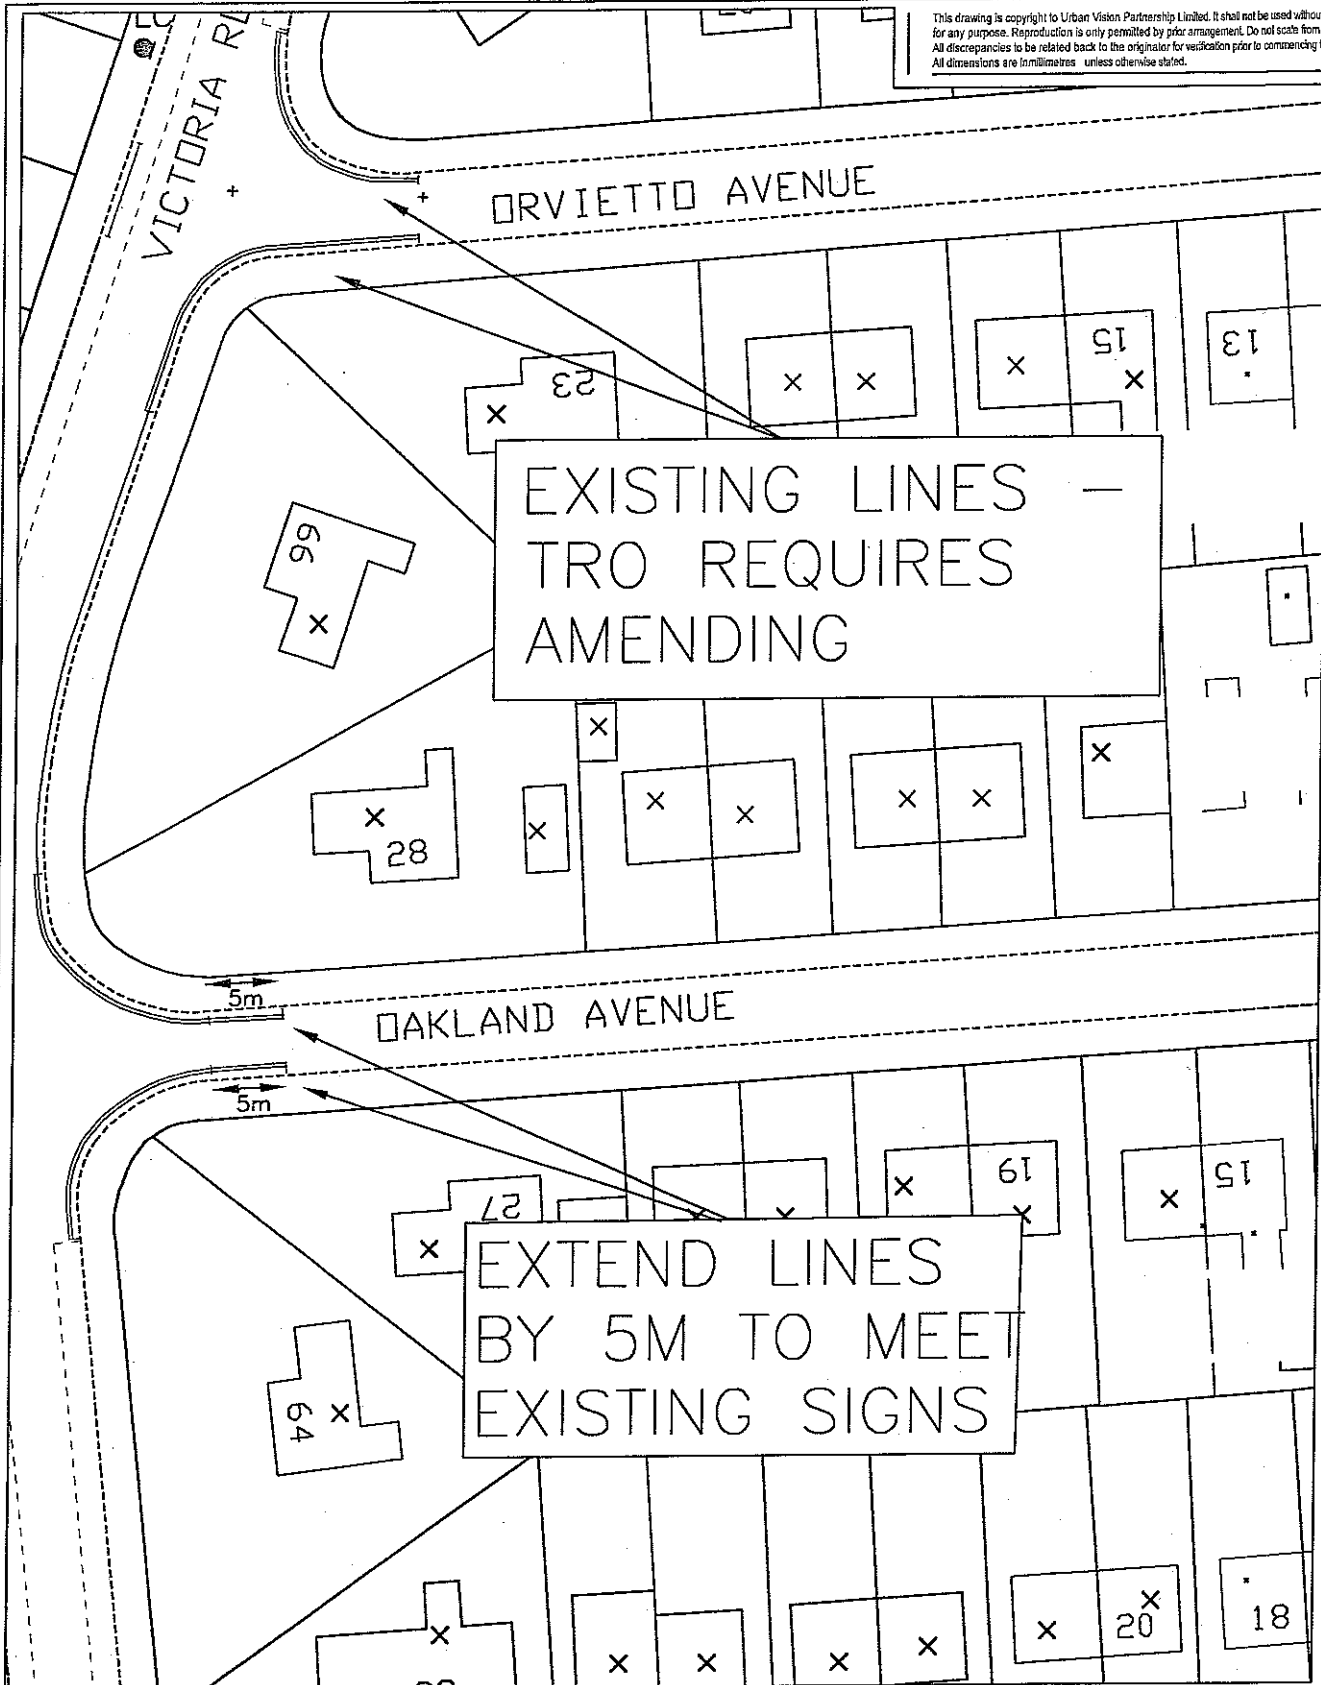 This drawing is copyright to Urban Vision Partnership Limited. It shall not be used withou
for any purpose. Reproduction is only permitted by prior arrangement. Do not scale from
All discrepancies to be related back to the originator for verification prior to commencing
All dimensions are in millimetres unless otherwise stated.
VICTORIA
ORVIETTO AVENUE
23
15
13
EXISTING LINES —
TRO REQUIRES
AMENDING
66
28
5m
OAKLAND AVENUE
5m
27
19
15
EXTEND LINES
BY 5M TO MEET
EXISTING SIGNS
64
20
18